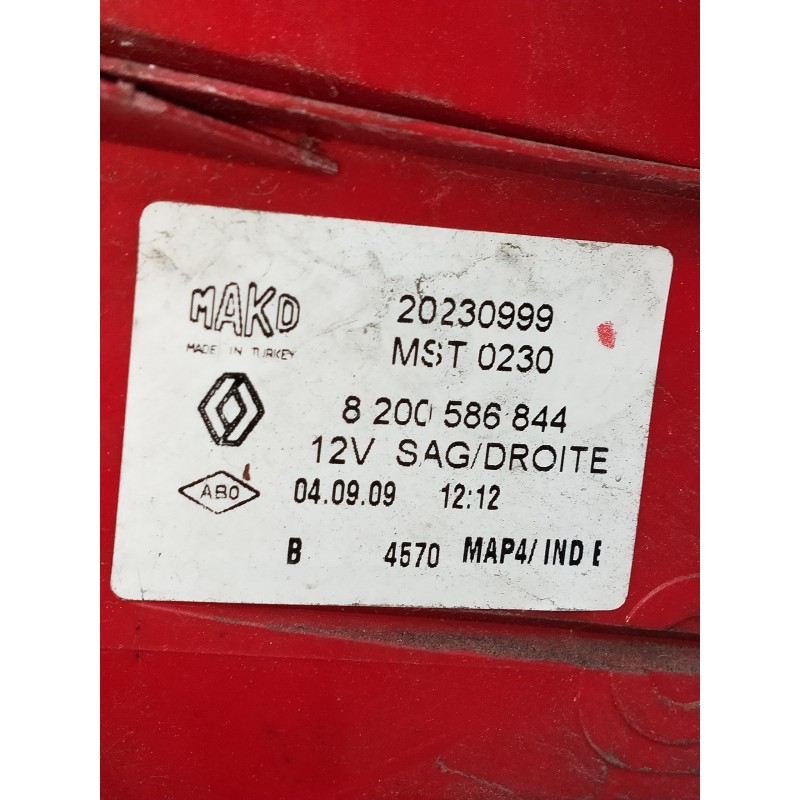 MAKO 20230999
MADE IN TURKEY MST 0230
8 200 586 844
12V SAG/DROITE
ABO 04.09.09 12:12
B 4570 MAP4/ IND E